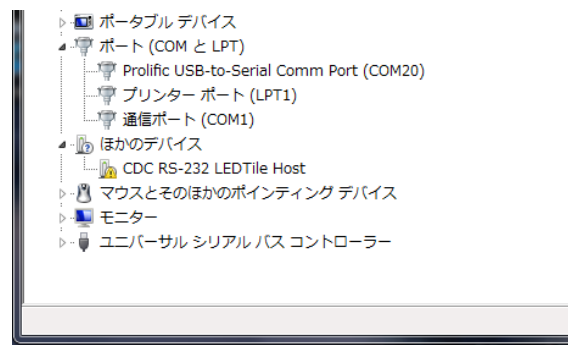 ポータブル デバイス
ポート (COM と LPT)
Prolific USB-to-Serial Comm Port (COM20)
プリンター ポート (LPT1)
通信ポート (COM1)
ほかのデバイス
CDC RS-232 LEDTile Host
マウスとそのほかのポインティング デバイス
モニター
ユニバーサル シリアル バス コントローラー